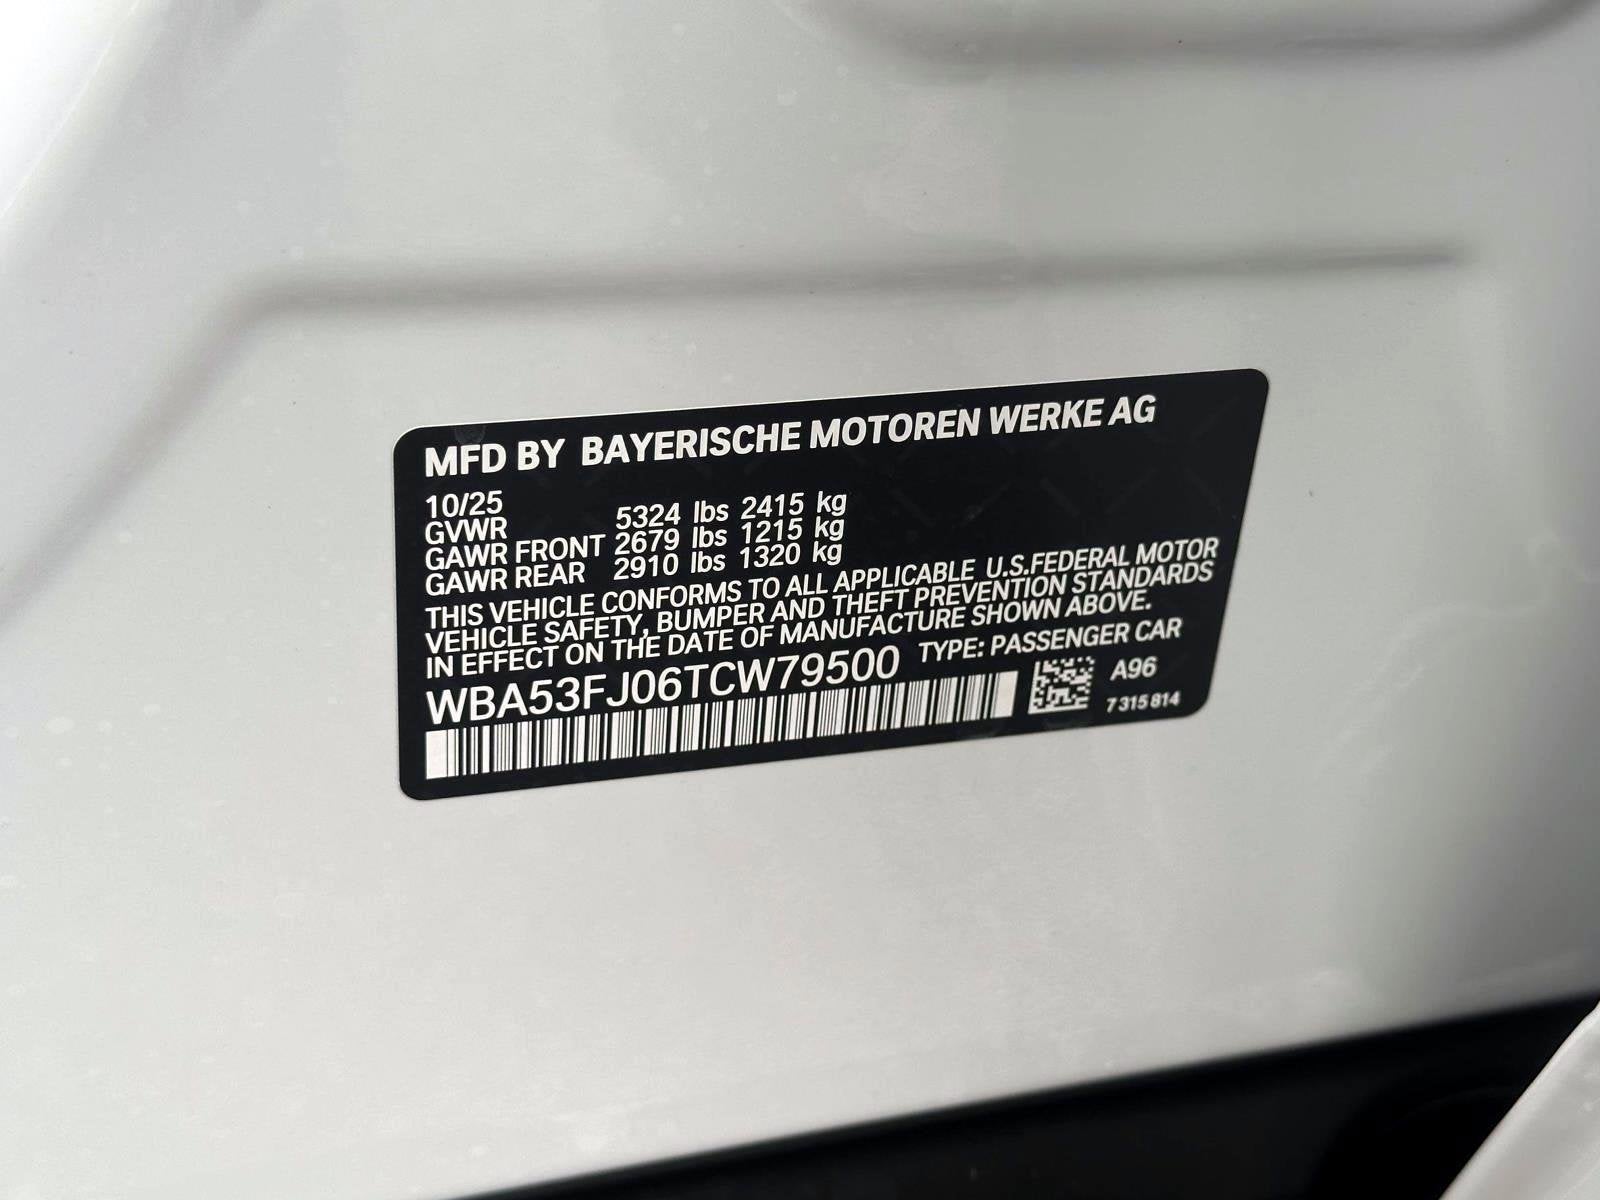 MFD BY BAYERISCHE MOTOREN WERKE AG
10/25
GVWR 5324 lbs 2415 kg
GAWR FRONT 2679 lbs 1215 kg
GAWR REAR 2910 lbs 1320 kg
THIS VEHICLE CONFORMS TO ALL APPLICABLE U.S.FEDERAL MOTOR
VEHICLE SAFETY, BUMPER AND THEFT PREVENTION STANDARDS
IN EFFECT ON THE DATE OF MANUFACTURE SHOWN ABOVE.
WBA53FJ06TCW79500 TYPE: PASSENGER CAR
A96
7 315 814